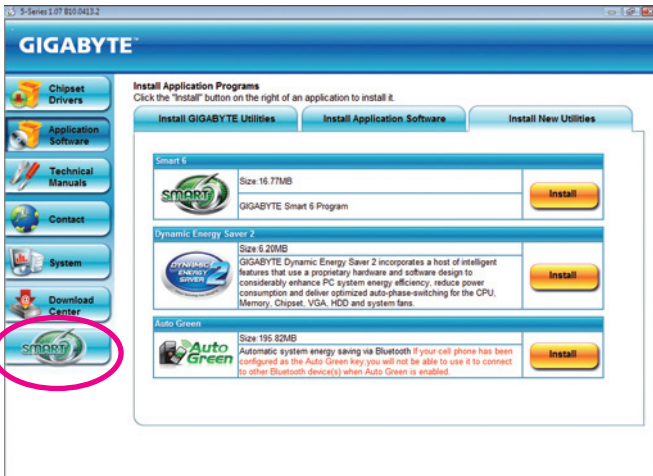 5-Series 1.07 B10.0413.2
GIGABYTE™
Chipset
Drivers
Application
Software
Technical
Manuals
Contact
System
Download
Center
SMART
Install Application Programs
Click the "Install" button on the right of an application to install it.
Install GIGABYTE Utilities
Install Application Software
Install New Utilities
Smart 6
SMART
Size:16.77MB
GIGABYTE Smart 6 Program
Install
Dynamic Energy Saver 2
DYNAMIC
ENERGY
SAVER 2
Size:6.20MB
GIGABYTE Dynamic Energy Saver 2 incorporates a host of intelligent
features that use a proprietary hardware and software design to
considerably enhance PC system energy efficiency, reduce power
consumption and deliver optimized auto-phase-switching for the CPU,
Memory, Chipset, VGA, HDD and system fans.
Install
Auto Green
Auto
Green
Size:195.82MB
Automatic system energy saving via Bluetooth If your cell phone has been
configured as the Auto Green key,you will not be able to use it to connect
to other Bluetooth device(s) when Auto Green is enabled.
Install